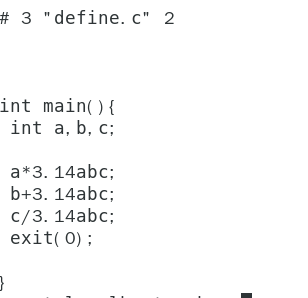 # 3 "define.c" 2
int main(){
int a,b,c;
a*3.14abc;
b+3.14abc;
c/3.14abc;
exit(0);
}